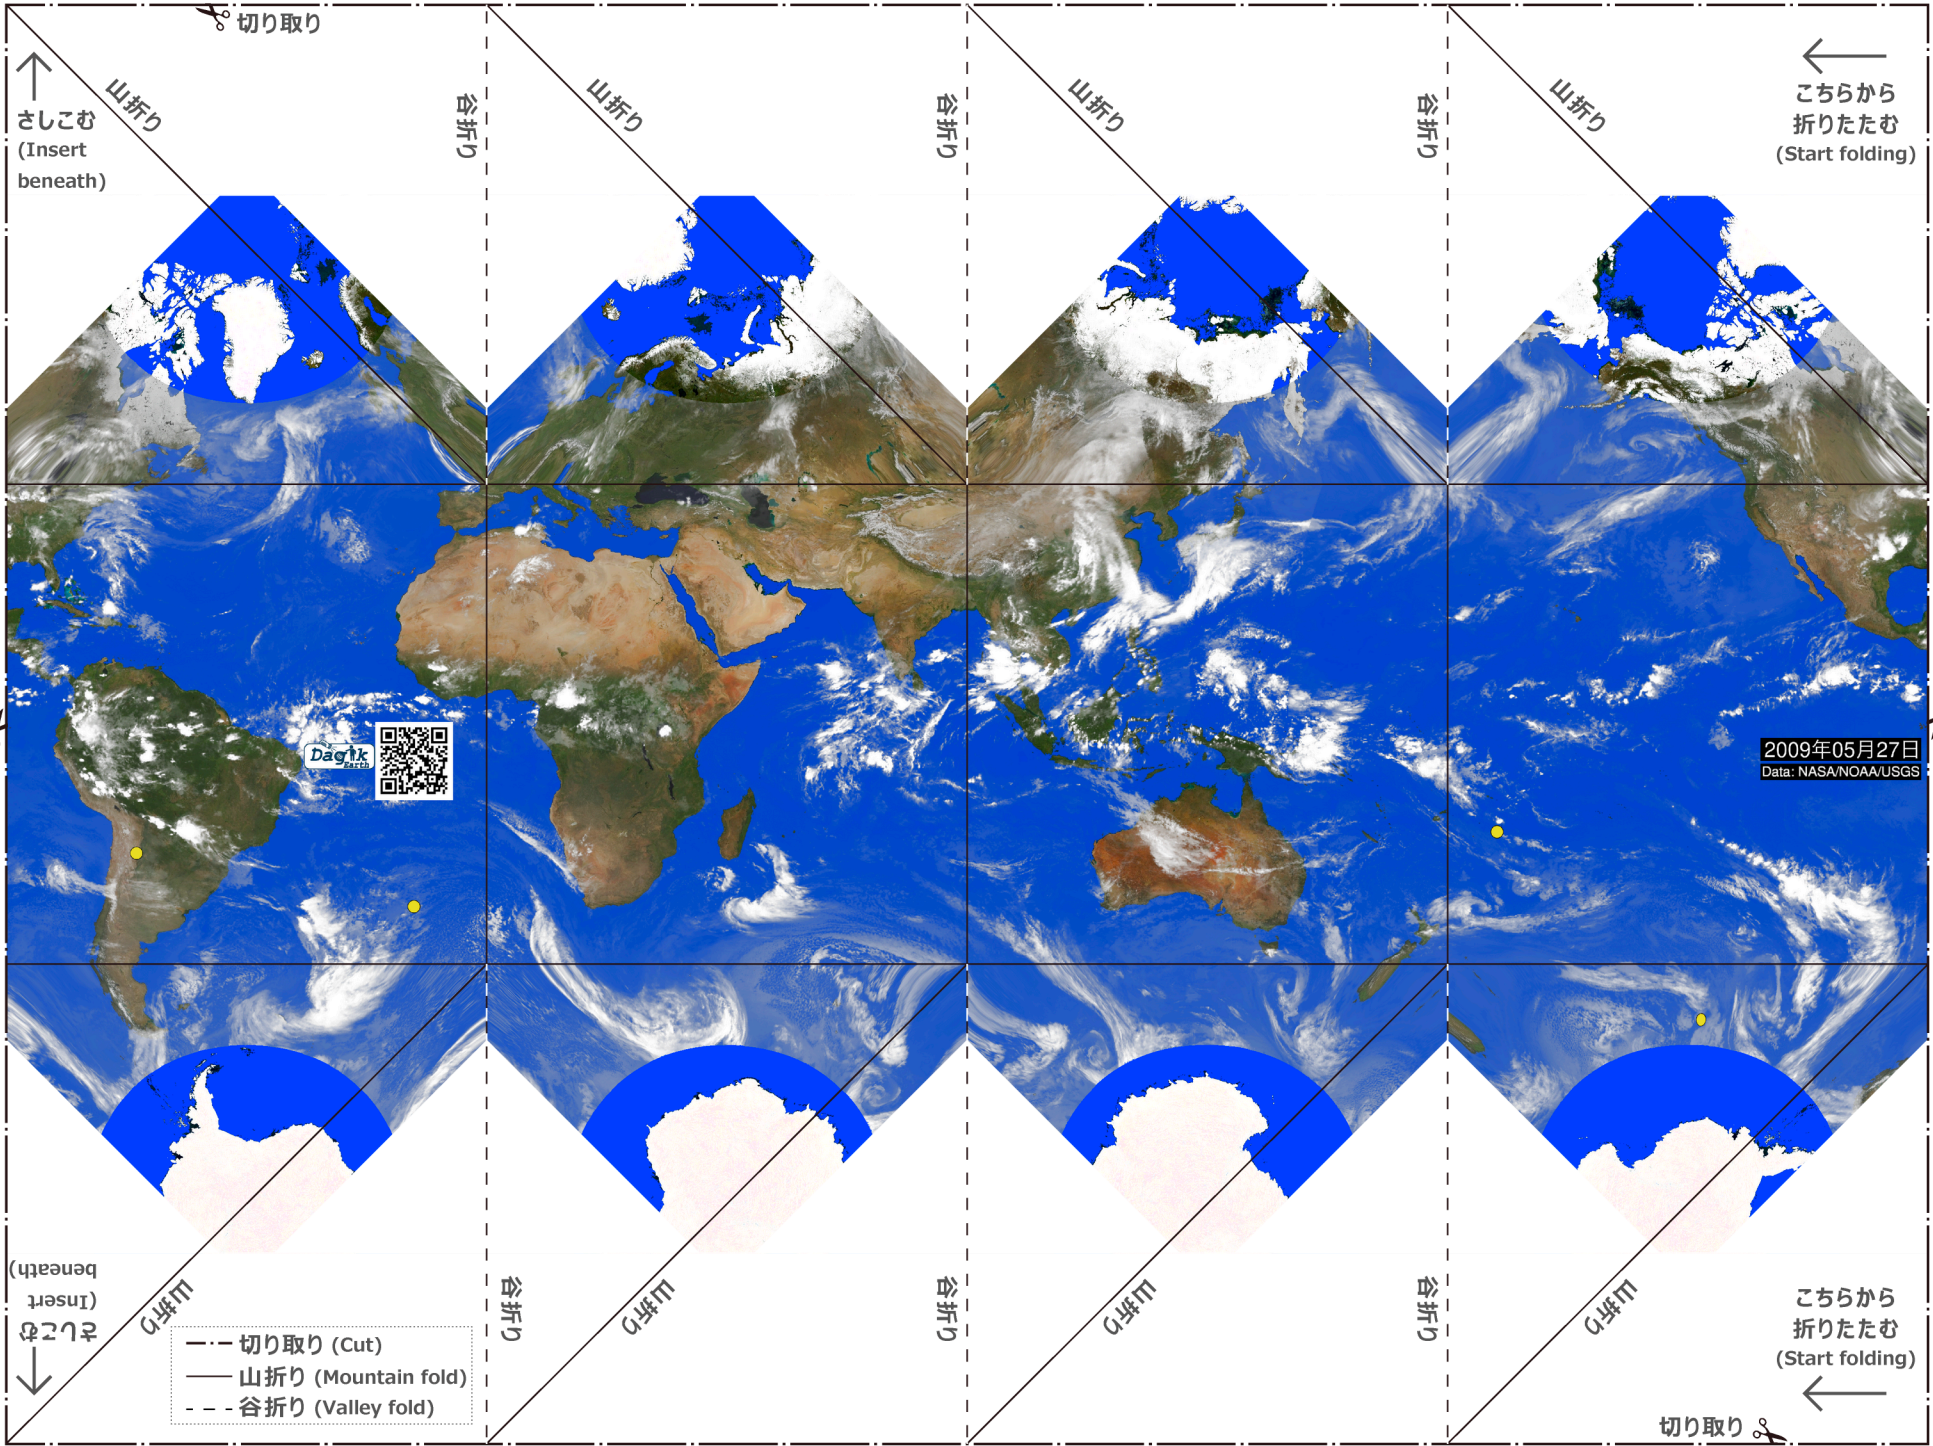 切り取り
山折り
谷折り
山折り
谷折り
山折り
谷折り
山折り
さしこむ
(Insert
beneath)
こちらから
折りたたむ
(Start folding)
Dagik
Earth
2009年05月27日
Data: NASA/NOAA/USGS
さしこむ
(Insert
beneath)
山折り
谷折り
山折り
谷折り
山折り
谷折り
山折り
こちらから
折りたたむ
(Start folding)
切り取り (Cut)
山折り (Mountain fold)
谷折り (Valley fold)
切り取り